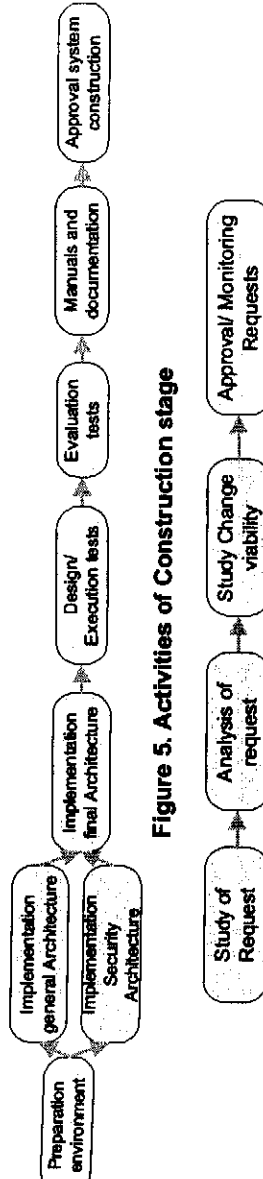 Preparation
environment
Implementation
general Architecture
Implementation
Security
Architecture
Implementation
final Architecture
Design/
Execution tests
Evaluation
tests
Manuals and
documentation
Approval system
construction
Figure 5. Activities of Construction stage
Study of
Request
Analysis of
request
Study Change
viability
Approval/ Monitoring
Requests